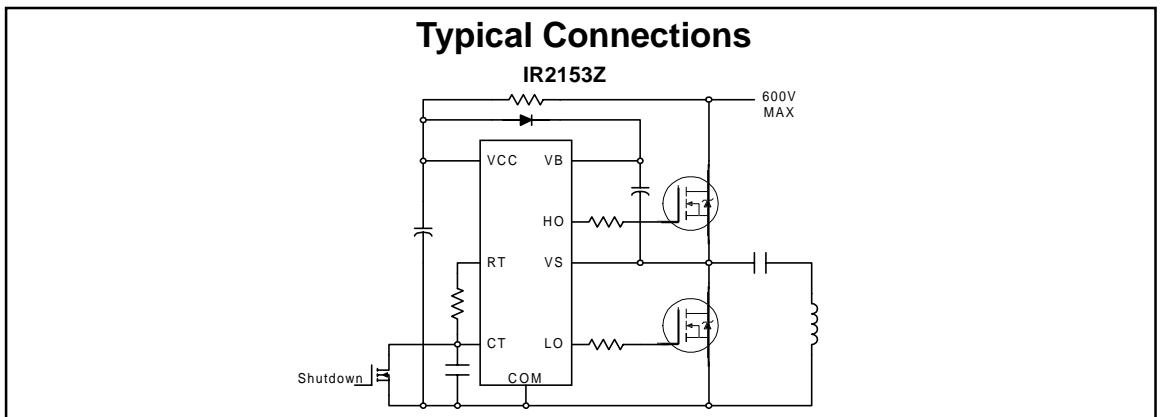 Typical Connections
IR2153Z
600V
MAX
VCC
VB
HO
RT
VS
CT
LO
COM
Shutdown